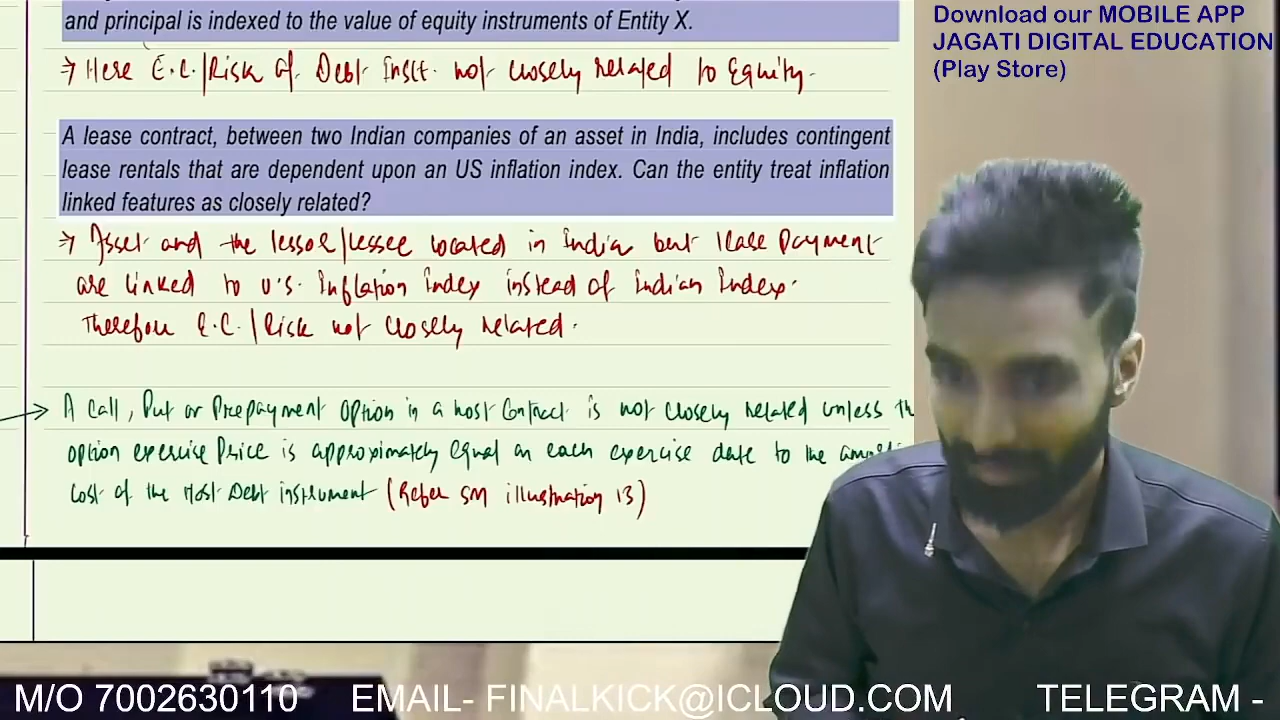 and principal is indexed to the value of equity instruments of Entity X.
→ Here E.C./Risk of Debt Inst. not closely related to Equity.
A lease contract, between two Indian companies of an asset in India, includes contingent
lease rentals that are dependent upon an US inflation index. Can the entity treat inflation
linked features as closely related?
→ Asset and the lessor/lessee located in India but lease Payment
are linked to U.S. Inflation Index instead of Indian Index.
Therefore E.C./Risk not closely related.
→ A Call, Put or Prepayment Option in a host Contract is not closely related unless th
option exercise Price is approximately equal on each exercise date to the
cost of the Host Debt instrument (Refer SM illustration 13)
Download our MOBILE APP
JAGATI DIGITAL EDUCATION
(Play Store)
M/O 7002630110 EMAIL- FINALKICK@ICLOUD.COM TELEGRAM -